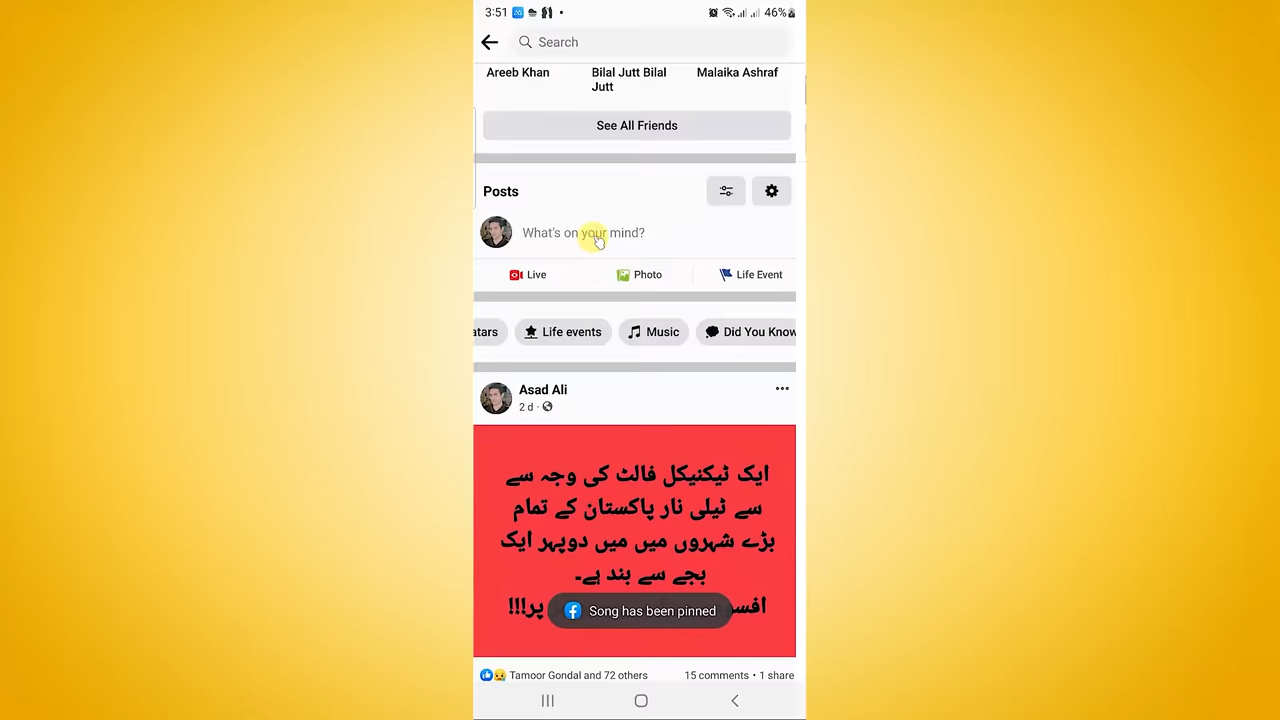 3:51
46%
Search
Areeb Khan
Bilal Jutt Bilal
Jutt
Malaika Ashraf
See All Friends
Posts
What's on your mind?
Live
Photo
Life Event
atars
Life events
Music
Did You Know
Asad Ali
2 d
ایک ٹیکنیکل فالٹ کی وجہ سے
سے ٹیلی نار پاکستان کے تمام
بڑے شہروں میں میں دوپہر ایک
بجے سے بند ہے۔
پر!!!
Song has been pinned
Tamoor Gondal and 72 others
15 comments • 1 share